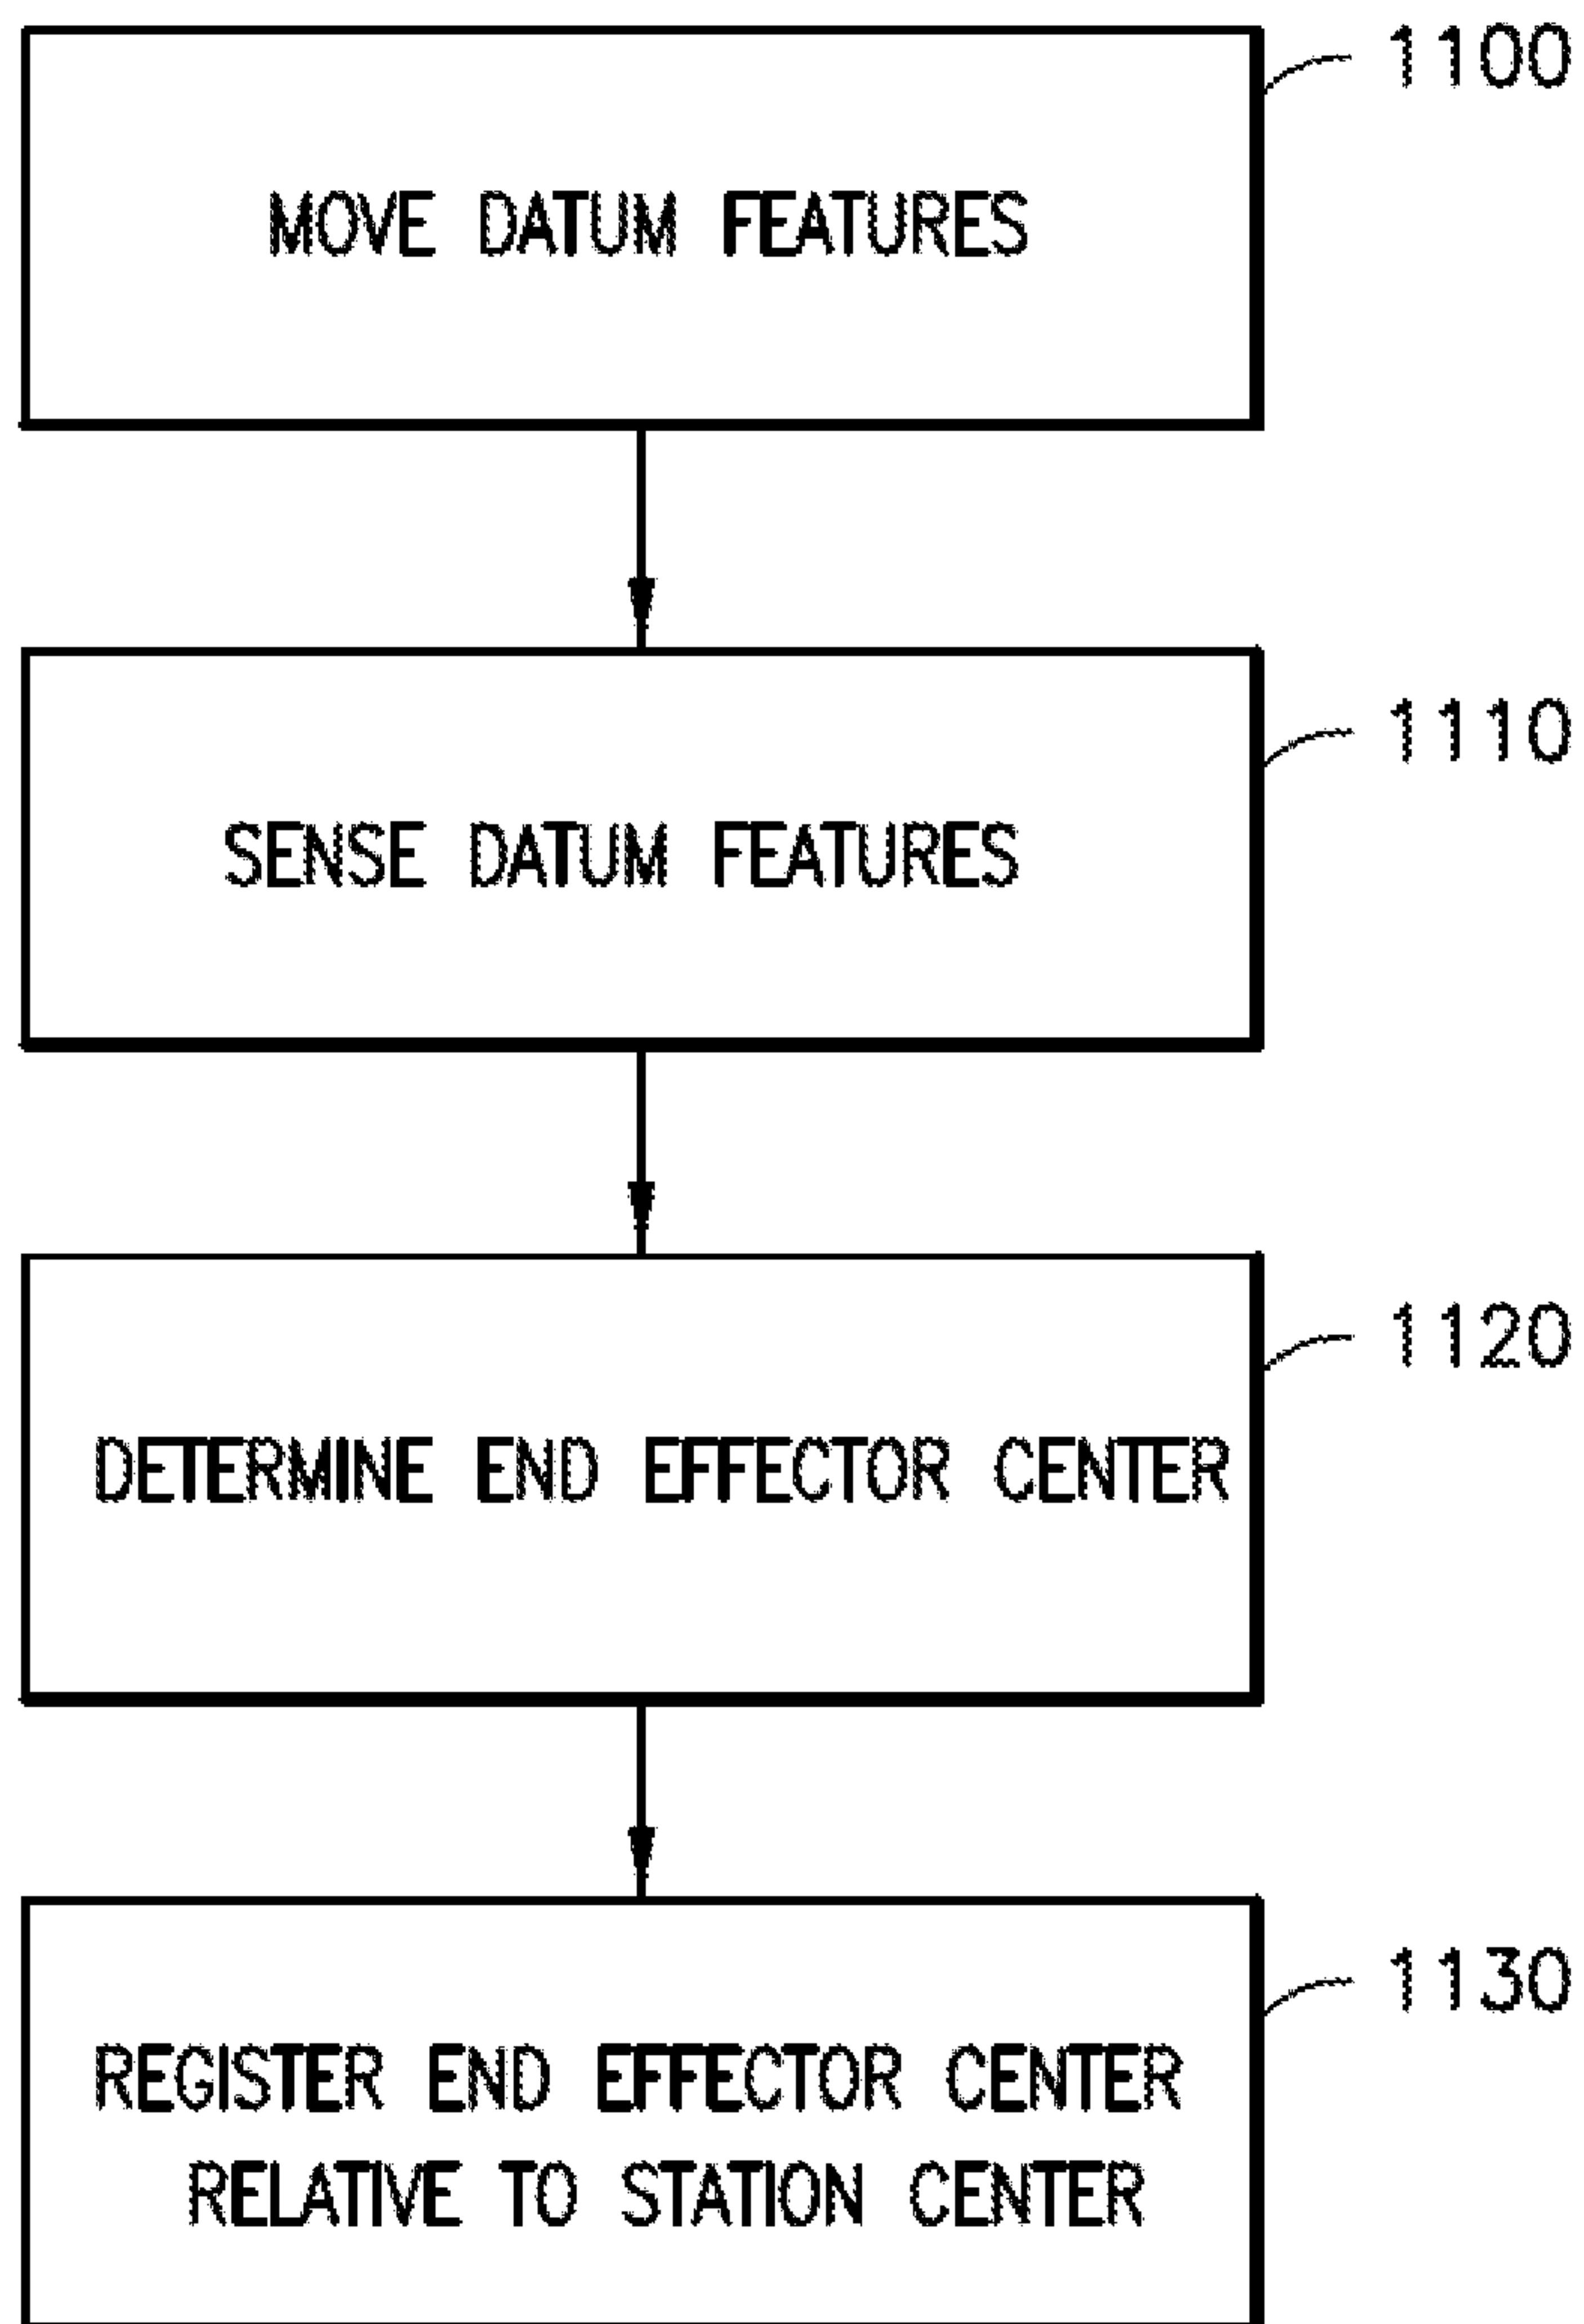 1100
MOVE DATUM FEATURES
1110
SENSE DATUM FEATURES
1120
DETERMINE END EFFECTOR CENTER
1130
REGISTER END EFFECTOR CENTER
RELATIVE TO STATION CENTER